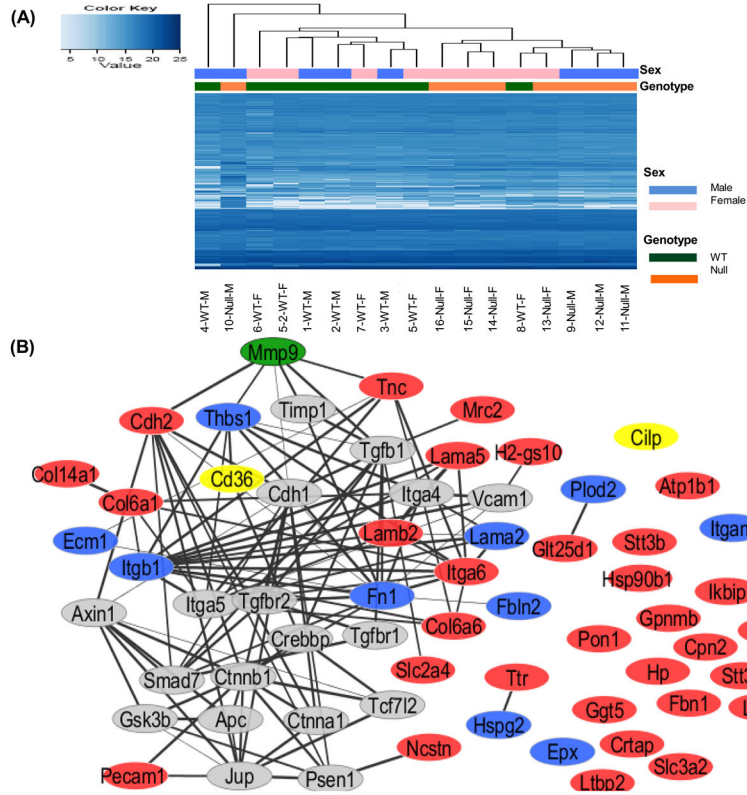 (A)
Color Key
5 10 15 20 25
Value
Sex
Genotype
Sex
Male
Female
Genotype
WT
Null
4-WT-M
10-Null-M
6-WT-F
5-2-WT-F
1-WT-M
2-WT-M
7-WT-F
3-WT-M
5-WT-F
16-Null-F
15-Null-F
14-Null-F
8-WT-F
13-Null-F
9-Null-M
12-Null-M
11-Null-M
(B)
Mmp9
Tnc
Timp1
Mrc2
Cdh2
Thbs1
Cilp
Tgfb1
Lama5
H2-gs10
Col14a1
Cd36
Cdh1
Itga4
Vcam1
Plod2
Atp1b1
Col6a1
Itgam
Ecm1
Lamb2
Lama2
Glt25d1
Stt3b
Itgb1
Itga6
Hsp90b1
Ikbip
Axin1
Itga5
Tgfbr2
Fn1
Fbln2
Gpnmb
Crebbp
Tgfbr1
Col6a6
Pon1
Cpn2
Smad7
Ctnnb1
Slc2a4
Ttr
Hp
Stt3
Gsk3b
Apc
Ctnna1
Tcf7l2
Hspg2
Ggt5
Fbn1
L
Pecam1
Jup
Psen1
Ncstn
Epx
Crtap
Slc3a2
Ltbp2